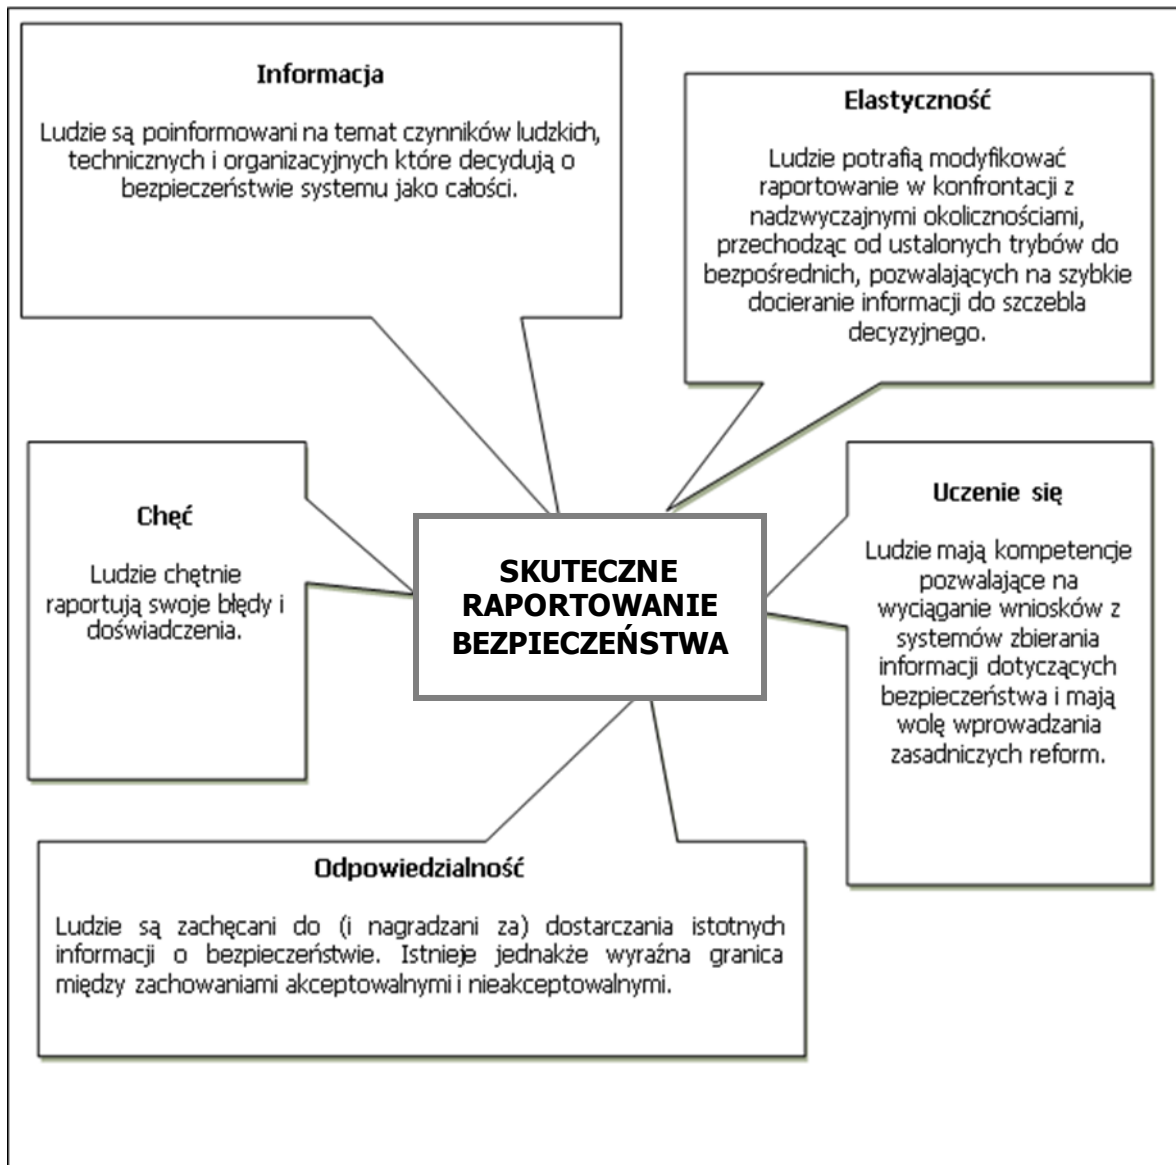 Informacja
Ludzie są poinformowani na temat czynników ludzkich,
technicznych i organizacyjnych które decydują o
bezpieczeństwie systemu jako całości.
Elastyczność
Ludzie potrafią modyfikować
raportowanie w konfrontacji z
nadzwyczajnymi okolicznościami,
przechodząc od ustalonych trybów do
bezpośrednich, pozwalających na szybkie
docieranie informacji do szczebla
decyzyjnego.
Chęć
Ludzie chętnie
raportują swoje błędy i
doświadczenia.
SKUTECZNE
RAPORTOWANIE
BEZPIECZEŃSTWA
Uczenie się
Ludzie mają kompetencje
pozwalające na
wyciąganie wniosków z
systemów zbierania
informacji dotyczących
bezpieczeństwa i mają
wolę wprowadzania
zasadniczych reform.
Odpowiedzialność
Ludzie są zachęcani do (i nagradzani za) dostarczania istotnych
informacji o bezpieczeństwie. Istnieje jednakże wyraźna granica
między zachowaniami akceptowalnymi i nieakceptowalnymi.